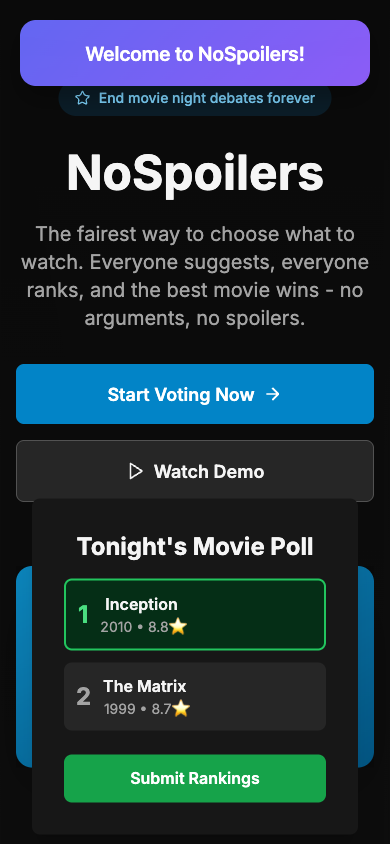 Welcome to NoSpoilers!
End movie night debates forever
NoSpoilers
The fairest way to choose what to
watch. Everyone suggests, everyone
ranks, and the best movie wins - no
arguments, no spoilers.
Start Voting Now →
Watch Demo
Tonight's Movie Poll
1 Inception
2010 • 8.8⭐
2 The Matrix
1999 • 8.7⭐
Submit Rankings